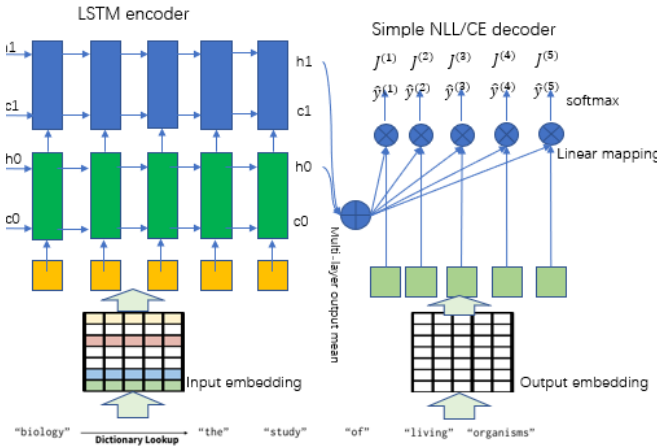 LSTM encoder
Simple NLL/CE decoder
J^(1) J^(2) J^(3) J^(4) J^(5)
ŷ^(1) ŷ^(2) ŷ^(3) ŷ^(4) ŷ^(5)
softmax
Linear mapping
h1
c1
h0
c0
h1
c1
h0
c0
Multi-layer output mean
Input embedding
Output embedding
"biology" "the" "study" "of" "living" "organisms"
Dictionary Lookup